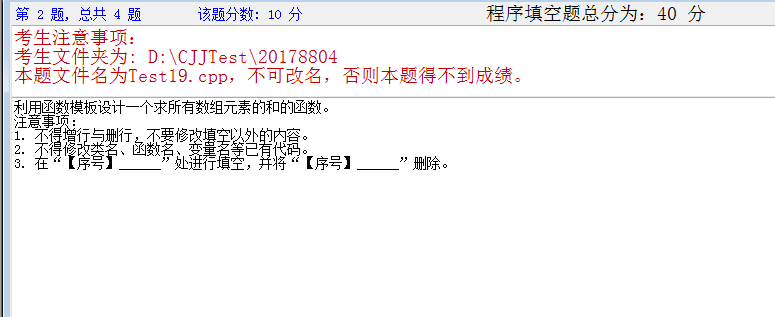 第 2 题, 总共 4 题 该题分数: 10 分 程序填空题总分为: 40 分
考生注意事项:
考生文件夹为: D:\CJJTest\20178804
本题文件名为Test19.cpp, 不可改名, 否则本题得不到成绩。
利用函数模板设计一个求所有数组元素的和的函数。
注意事项:
1. 不得增行与删行, 不要修改填空以外的内容。
2. 不得修改类名、函数名、变量名等已有代码。
3. 在“【序号】______”处进行填空, 并将“【序号】______”删除。